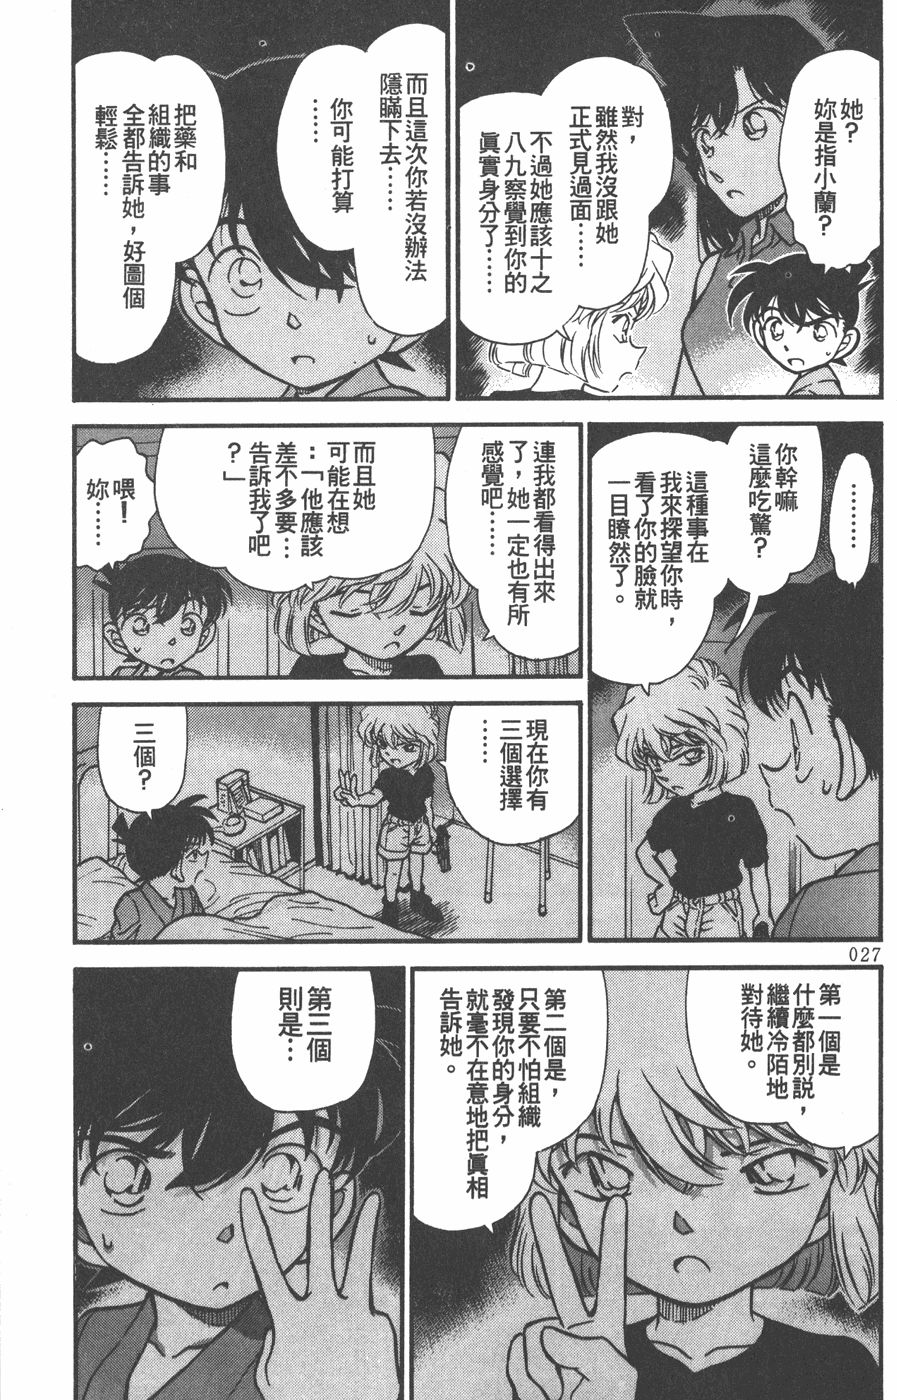 她？
妳是指小蘭？
對，
雖然我沒跟她
正式見過面……
不過她應該十之
八九察覺到你的
眞實身分了……
而且這次你若沒辦法
隱瞞下去……
你可能打算
……
把藥和
組織的事
全都告訴她，好圖個
輕鬆……
………
你幹嘛
這麼吃驚？
這種事在
我來探望你時，
看了你的臉就
一目瞭然了。
連我都看得出來
了，她一定也有所
感覺吧……
而且她
可能在想
：「他應該
差不多要…
告訴我了吧
？」
喂！
妳……
現在你有
三個選擇
……
三個？
027
第一個是
什麼都別說，
繼續冷陌地
對待她。
第二個是，
只要不怕組織
發現你的身分，
就毫不在意地把眞相
告訴她。
第三個
則是…